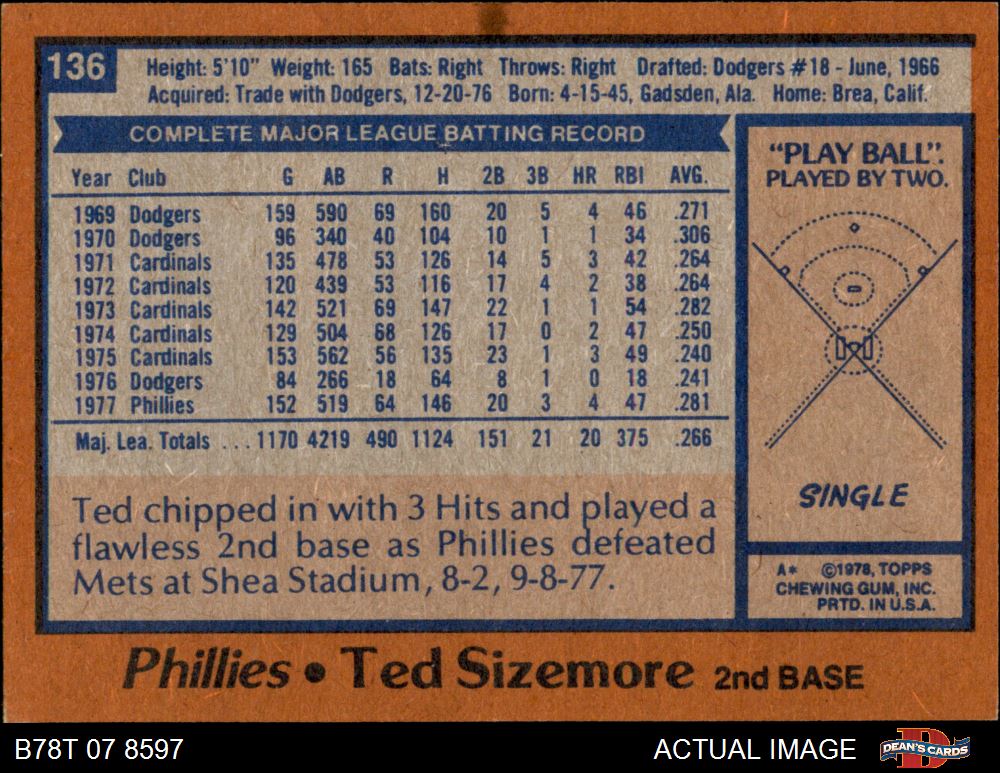 136
Height: 5'10" Weight: 165 Bats: Right Throws: Right Drafted: Dodgers #18 - June, 1966
Acquired: Trade with Dodgers, 12-20-76 Born: 4-15-45, Gadsden, Ala. Home: Brea, Calif.
COMPLETE MAJOR LEAGUE BATTING RECORD
Year Club G AB R H 2B 3B HR RBI AVG.
1969 Dodgers 159 590 69 160 20 5 4 46 .271
1970 Dodgers 96 340 40 104 10 1 1 34 .306
1971 Cardinals 135 478 53 126 14 5 3 42 .264
1972 Cardinals 120 439 53 116 17 4 2 38 .264
1973 Cardinals 142 521 69 147 22 1 1 54 .282
1974 Cardinals 129 504 68 126 17 0 2 47 .250
1975 Cardinals 153 562 56 135 23 1 3 49 .240
1976 Dodgers 84 266 18 64 8 1 0 18 .241
1977 Phillies 152 519 64 146 20 3 4 47 .281
Maj. Lea. Totals ... 1170 4219 490 1124 151 21 20 375 .266
Ted chipped in with 3 Hits and played a
flawless 2nd base as Phillies defeated
Mets at Shea Stadium, 8-2, 9-8-77.
"PLAY BALL".
PLAYED BY TWO.
SINGLE
A* ©1978, TOPPS
CHEWING GUM, INC.
PRTD. IN U.S.A.
Phillies • Ted Sizemore 2nd BASE
B78T 07 8597
ACTUAL IMAGE
D
DEAN'S CARDS